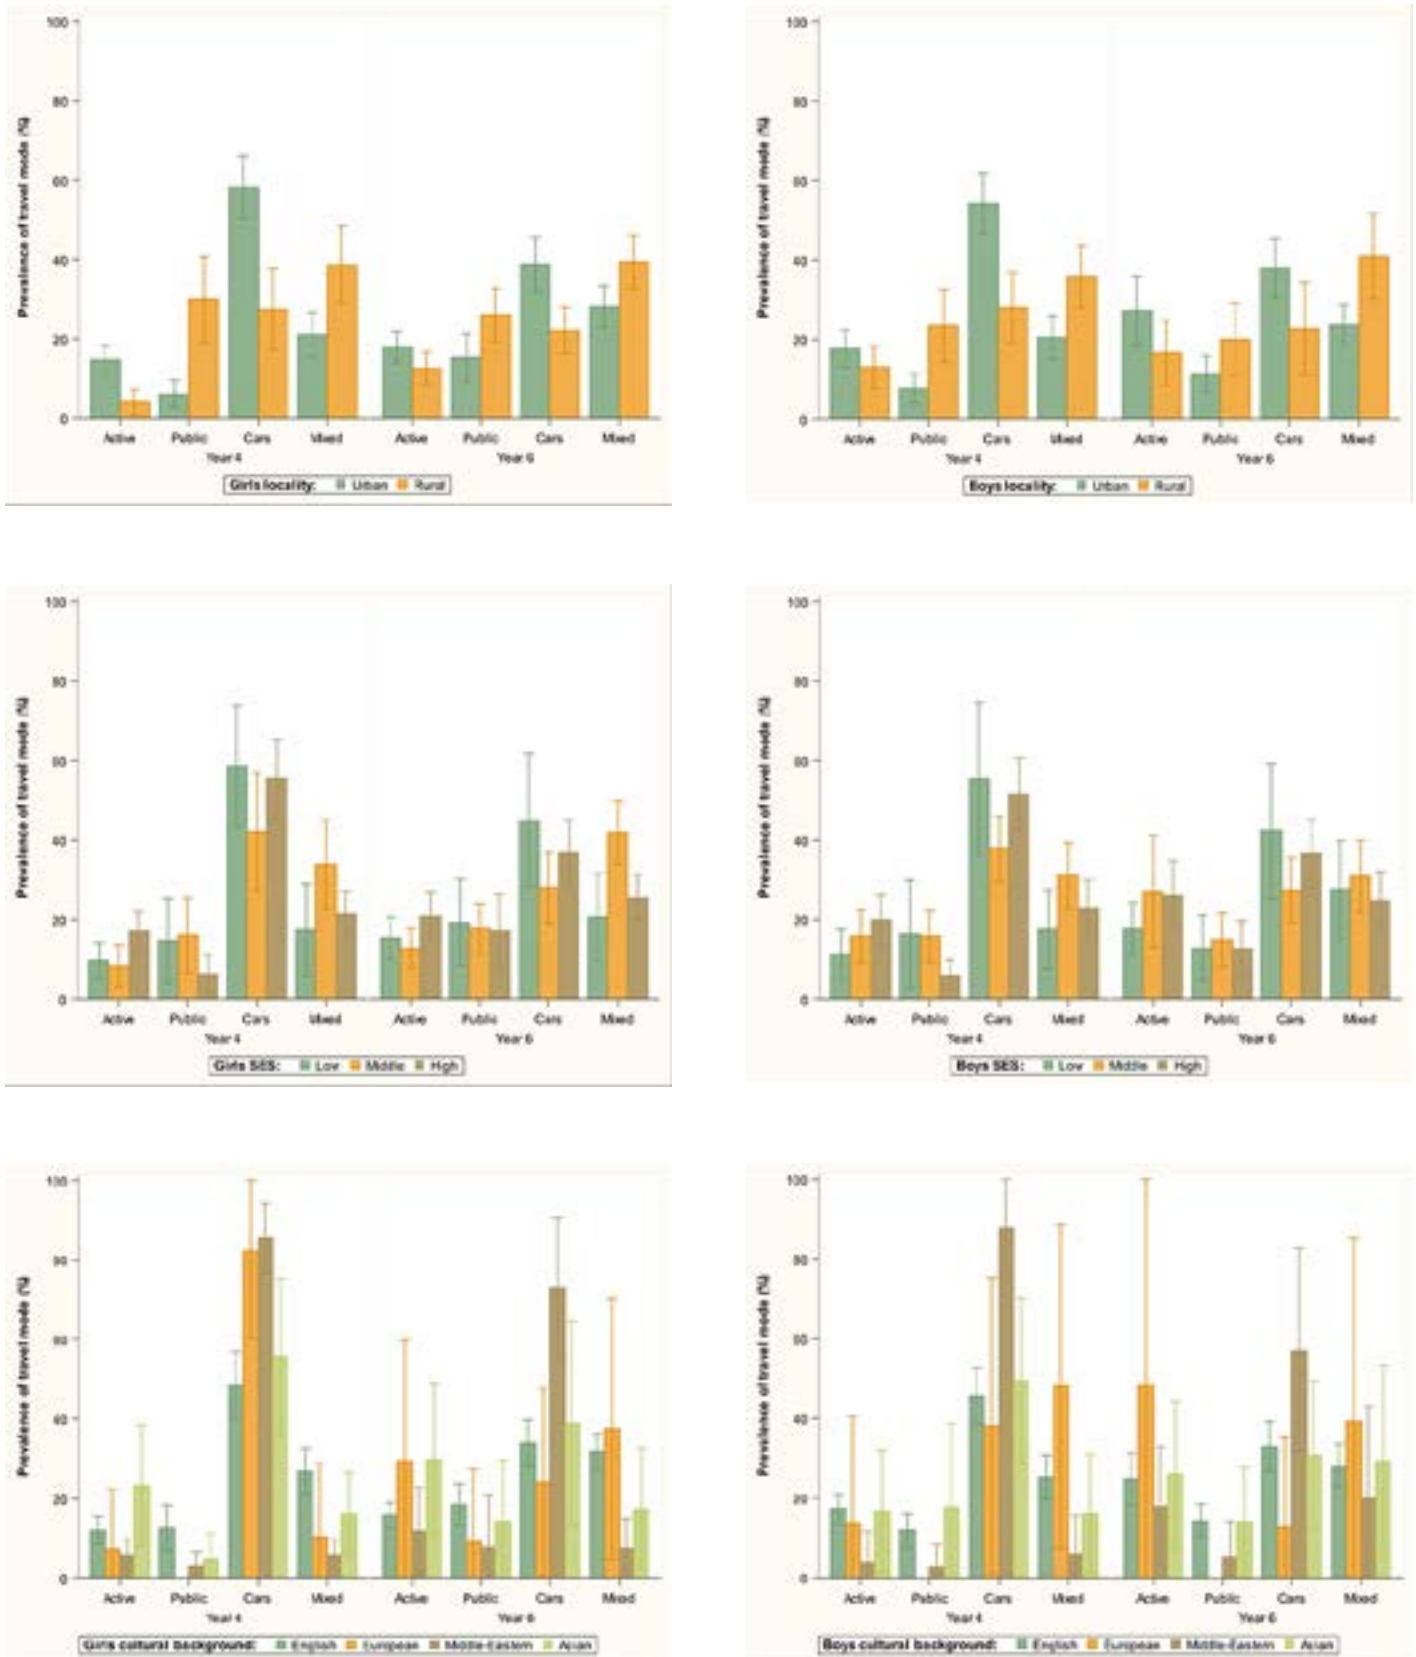 100
80
60
40
20
0
Prevalence of travel mode (%)
Active Public Cars Mixed Active Public Cars Mixed
Year 4 Year 6
Girls locality: Urban Rural
100
80
60
40
20
0
Prevalence of travel mode (%)
Active Public Cars Mixed Active Public Cars Mixed
Year 4 Year 6
Boys locality: Urban Rural
100
80
60
40
20
0
Prevalence of travel mode (%)
Active Public Cars Mixed Active Public Cars Mixed
Year 4 Year 6
Girls SES: Low Middle High
100
80
60
40
20
0
Prevalence of travel mode (%)
Active Public Cars Mixed Active Public Cars Mixed
Year 4 Year 6
Boys SES: Low Middle High
100
80
60
40
20
0
Prevalence of travel mode (%)
Active Public Cars Mixed Active Public Cars Mixed
Year 4 Year 6
Girls cultural background: English European Middle-Eastern Asian
100
80
60
40
20
0
Prevalence of travel mode (%)
Active Public Cars Mixed Active Public Cars Mixed
Year 4 Year 6
Boys cultural background: English European Middle-Eastern Asian